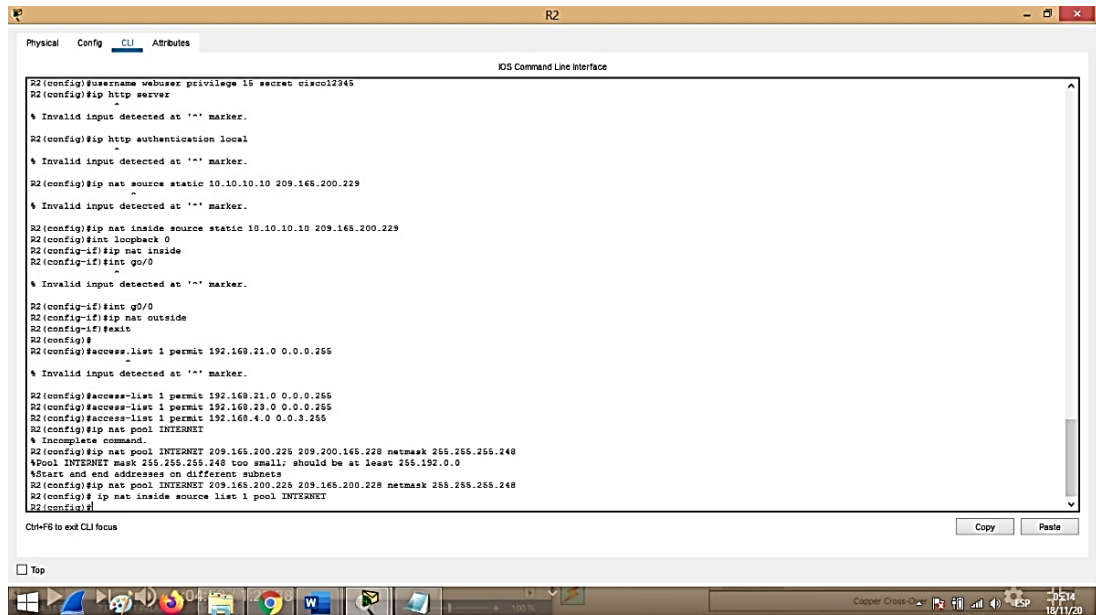 R2
Physical Config CLI Attributes
IOS Command Line Interface
R2(config)#username webuser privilege 15 secret cisco12345
R2(config)#ip http server
^
% Invalid input detected at '^' marker.
R2(config)#ip http authentication local
^
% Invalid input detected at '^' marker.
R2(config)#ip nat source static 10.10.10.10 209.165.200.229
^
% Invalid input detected at '^' marker.
R2(config)#ip nat inside source static 10.10.10.10 209.165.200.229
R2(config)#int loopback 0
R2(config-if)#ip nat inside
R2(config-if)#int go/0
^
% Invalid input detected at '^' marker.
R2(config-if)#int g0/0
R2(config-if)#ip nat outside
R2(config-if)#exit
R2(config)#
R2(config)#access.list 1 permit 192.168.21.0 0.0.0.255
^
% Invalid input detected at '^' marker.
R2(config)#access-list 1 permit 192.168.21.0 0.0.0.255
R2(config)#access-list 1 permit 192.168.23.0 0.0.0.255
R2(config)#access-list 1 permit 192.168.4.0 0.0.3.255
R2(config)#ip nat pool INTERNET
% Incomplete command.
R2(config)#ip nat pool INTERNET 209.165.200.225 209.200.165.228 netmask 255.255.255.248
%Pool INTERNET mask 255.255.255.248 too small; should be at least 255.192.0.0
%Start and end addresses on different subnets
R2(config)#ip nat pool INTERNET 209.165.200.225 209.165.200.228 netmask 255.255.255.248
R2(config)# ip nat inside source list 1 pool INTERNET
R2(config)#
Ctrl+F6 to exit CLI focus
Copy Paste
Top
100%
Copper Cross-Over
ESP
05:14
18/11/20